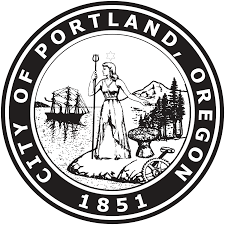 CITY OF PORTLAND, OREGON
1851